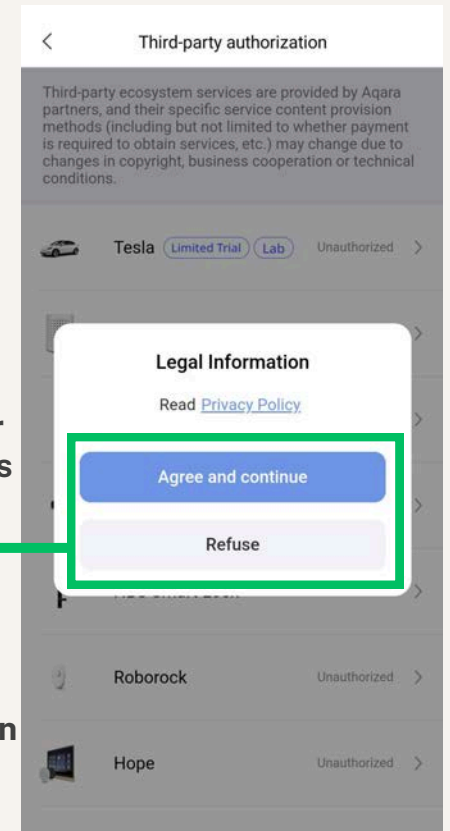 Third-party authorization
Third-party ecosystem services are provided by Aqara
partners, and their specific service content provision
methods (including but not limited to whether payment
is required to obtain services, etc.) may change due to
changes in copyright, business cooperation or technical
conditions.
Tesla Limited Trial Lab Unauthorized
Legal Information
Read Privacy Policy
Agree and continue
Refuse
Roborock Unauthorized
Hope Unauthorized